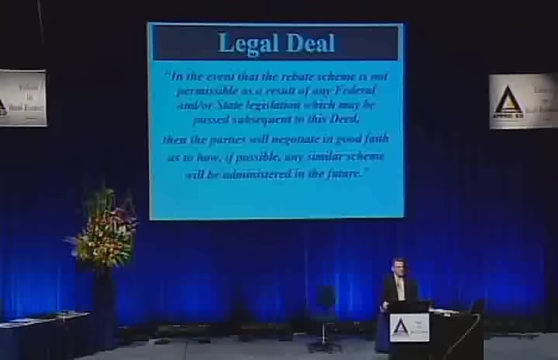 Legal Deal
"In the event that the rebate scheme is not
permissible as a result of any Federal
and/or State legislation which may be
passed subsequent to this Deed,
then the parties will negotiate in good faith
as to how, if possible, any similar scheme
will be administered in the future."